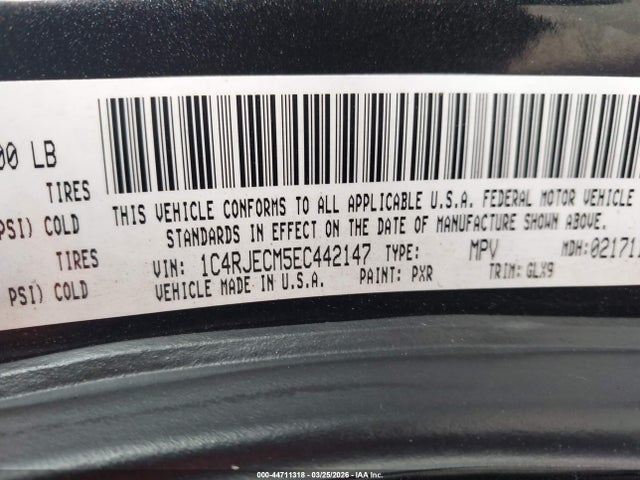 00 LB
TIRES
PSI) COLD
TIRES
PSI) COLD
THIS VEHICLE CONFORMS TO ALL APPLICABLE U.S.A. FEDERAL MOTOR VEHICLE
STANDARDS IN EFFECT ON THE DATE OF MANUFACTURE SHOWN ABOVE.
VIN: 1C4RJECM5EC442147 TYPE: MPV MDH:02171
VEHICLE MADE IN U.S.A. PAINT: PXR TRIM: GLX9
000-44711318 - 03/25/2026 - IAA Inc.